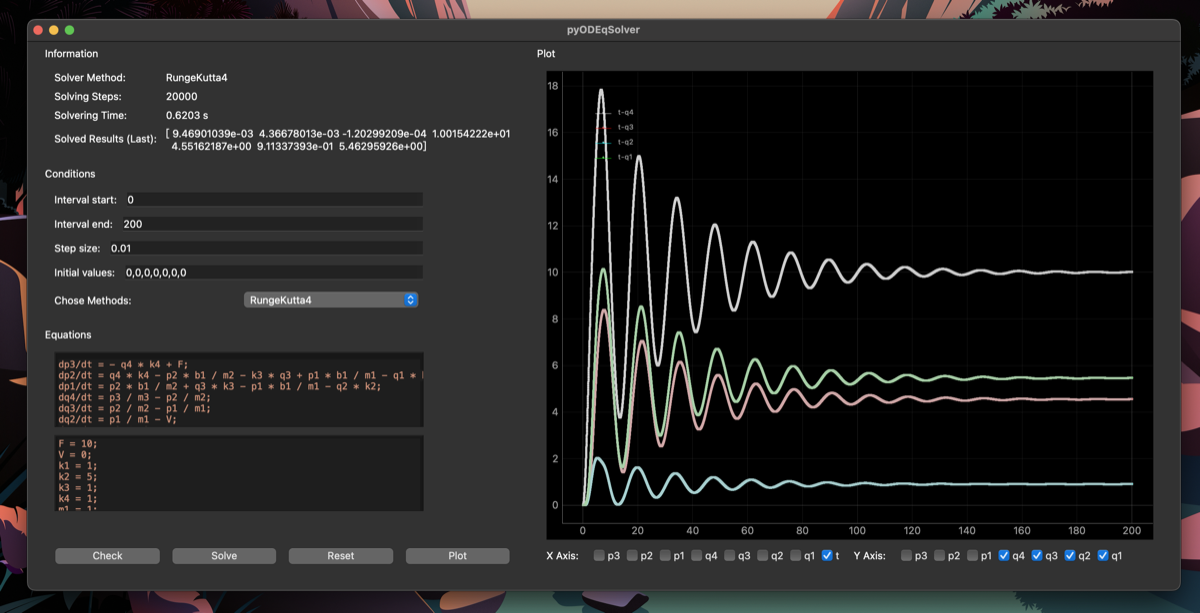 pyODEqSolver
Information
Solver Method: RungeKutta4
Solving Steps: 20000
Solvering Time: 0.6203 s
Solved Results (Last): [ 9.46901039e-03 4.36678013e-03 -1.20299209e-04 1.00154222e+01
4.55162187e+00 9.11337393e-01 5.46295926e+00]
Conditions
Interval start: 0
Interval end: 200
Step size: 0.01
Initial values: 0,0,0,0,0,0,0
Chose Methods: RungeKutta4
Equations
dp3/dt = - q4 * k4 + F;
dp2/dt = q4 * k4 - p2 * b1 / m2 - k3 * q3 + p1 * b1 / m1 - q1 *
dp1/dt = p2 * b1 / m2 + q3 * k3 - p1 * b1 / m1 - q2 * k2;
dq4/dt = p3 / m3 - p2 / m2;
dq3/dt = p2 / m2 - p1 / m1;
dq2/dt = p1 / m1 - V;
F = 10;
V = 0;
k1 = 1;
k2 = 5;
k3 = 1;
k4 = 1;
m1 = 1;
Check Solve Reset Plot
Plot
18
16
14
12
10
8
6
4
2
0
t-q4
t-q3
t-q2
t-q1
0 20 40 60 80 100 120 140 160 180 200
X Axis: p3 p2 p1 q4 q3 q2 q1 t Y Axis: p3 p2 p1 q4 q3 q2 q1